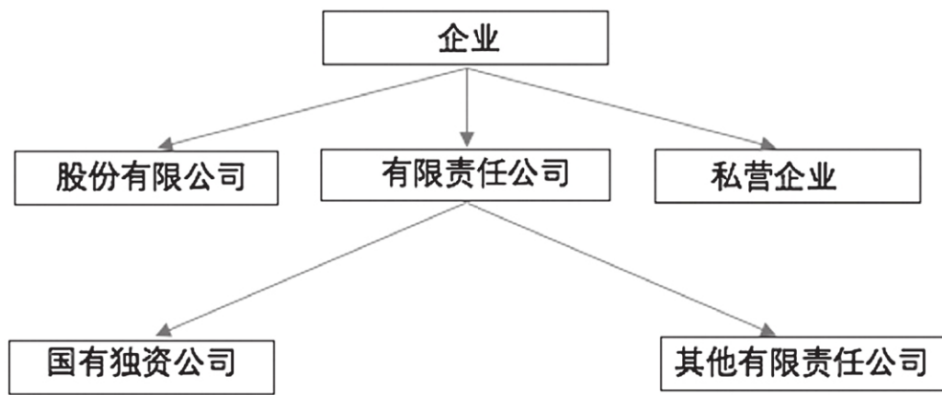 企业
股份有限公司
有限责任公司
私营企业
国有独资公司
其他有限责任公司